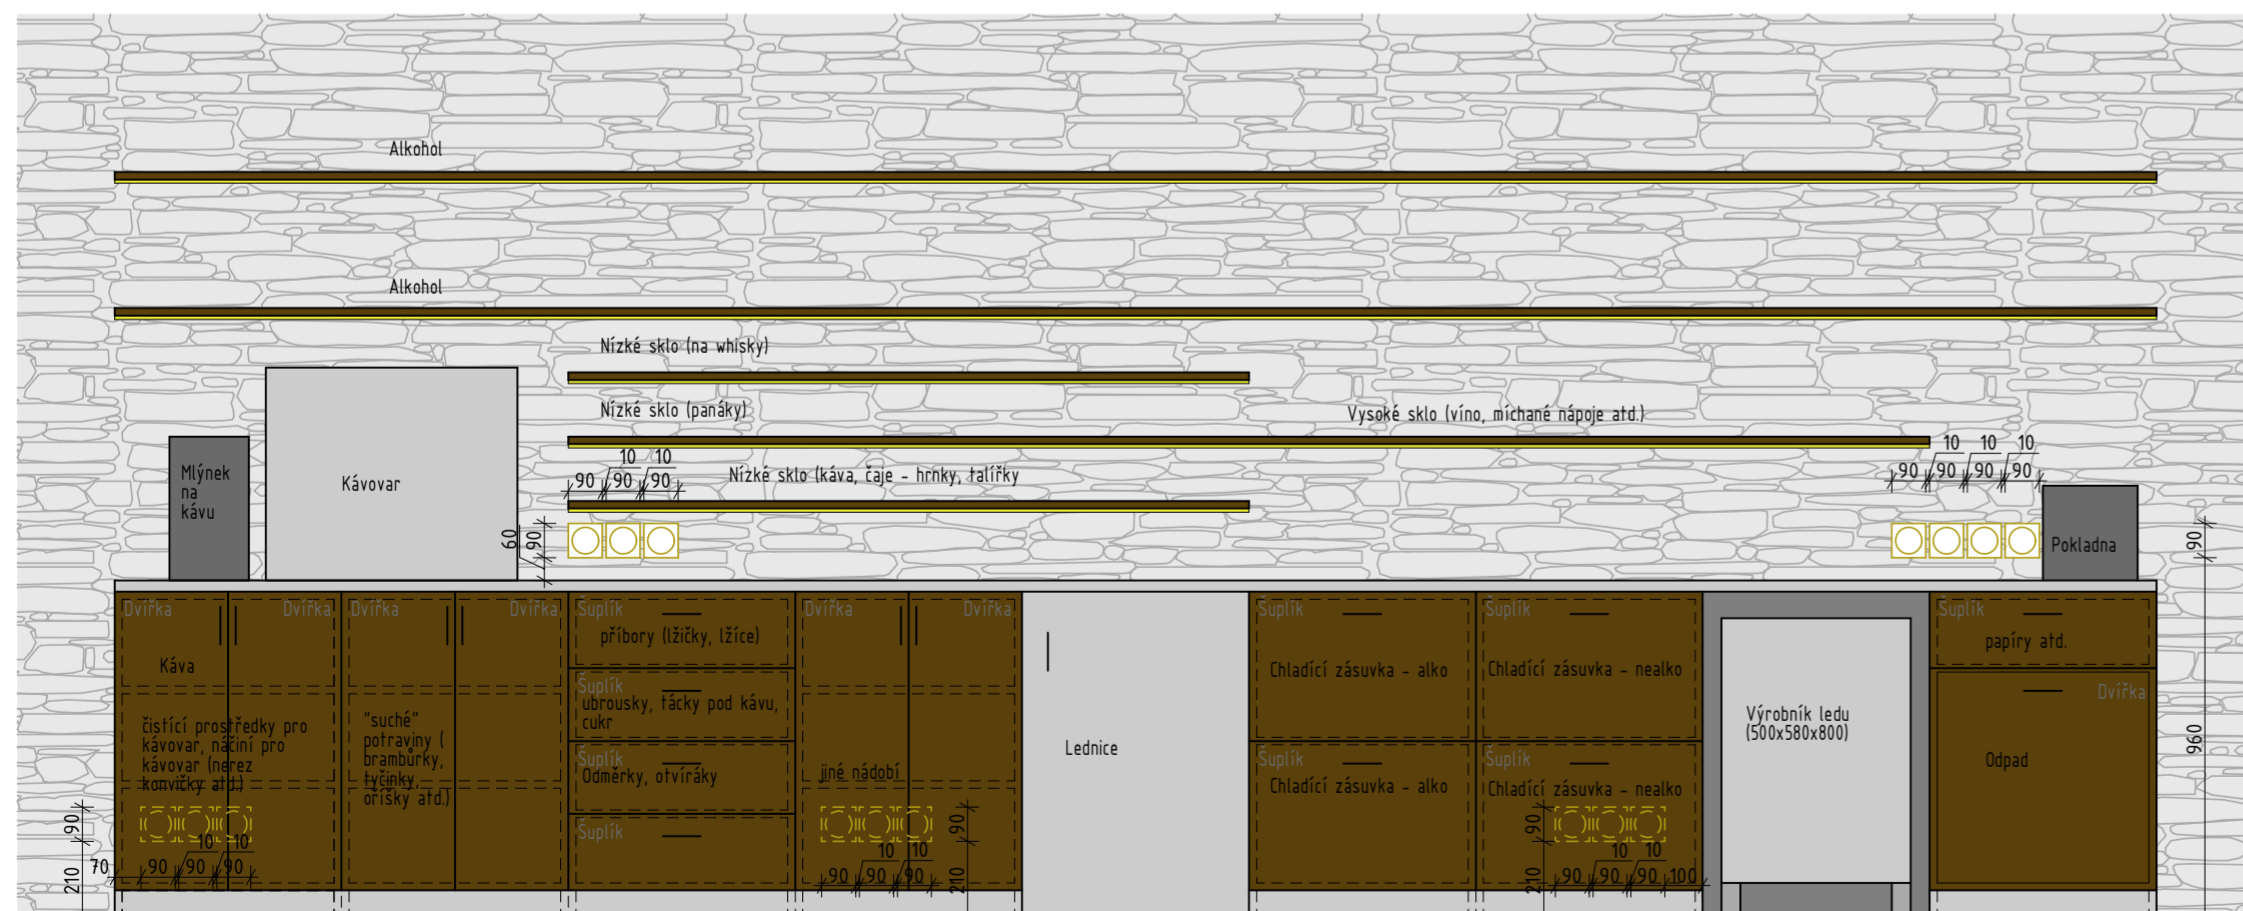 Alkohol
Alkohol
Nízké sklo (na whisky)
Nízké sklo (panáky)
Vysoké sklo (víno, míchané nápoje atd.)
10 10
90 90 90
Nízké sklo (káva, čaje - hrnky, talířky
10 10 10
90 90 90 90
Mlýnek
na
kávu
Kávovar
60
90
Pokladna
90
960
Dvířka
Dvířka
Dvířka
Dvířka
Šuplík
Dvířka
Dvířka
Šuplík
Šuplík
Šuplík
Káva
čistící prostředky pro
kávovar, náčiní pro
kávovar (nerez
konvičky atd.)
"suché"
potraviny (
brambůrky,
tyčinky,
oříšky atd.)
příbory (lžičky, lžíce)
Šuplík
ubrousky, tácky pod kávu,
cukr
Šuplík
Odměrky, otvíráky
Šuplík
jiné nádobí
Lednice
Chladící zásuvka - alko
Šuplík
Chladící zásuvka - alko
Chladící zásuvka - nealko
Šuplík
Chladící zásuvka - nealko
Výrobník ledu
(500x580x800)
papíry atd.
Dvířka
Odpad
90
210
70
10 10
90 90 90
10 10
90 90 90
90
210
90
210
10 10
90 90 90 100